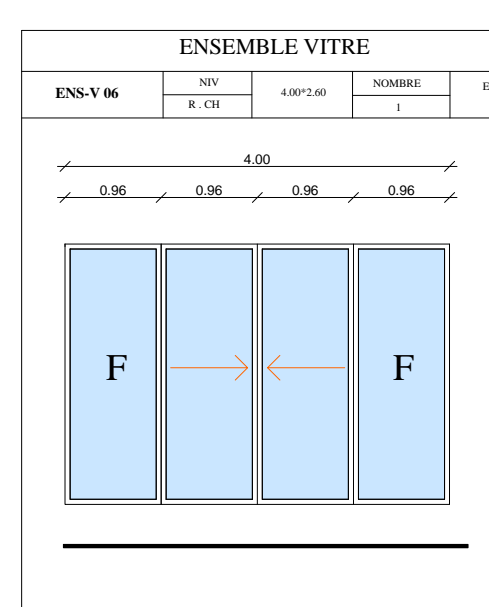 ENSEMBLE VITRE
ENS-V 06
NIV
R . CH
4.00*2.60
NOMBRE
1
E
4.00
0.96 0.96 0.96 0.96
F F